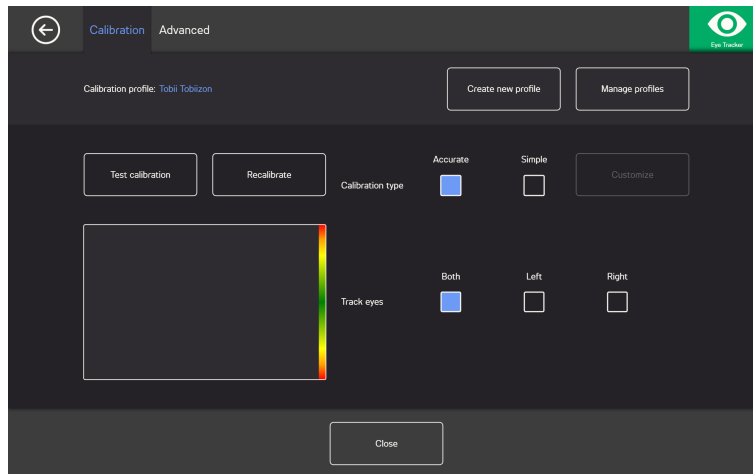 Calibration
Advanced
Eye Tracker
Calibration profile: Tobii Tobiizon
Create new profile
Manage profiles
Test calibration
Recalibrate
Calibration type
Accurate
Simple
Customize
Track eyes
Both
Left
Right
Close